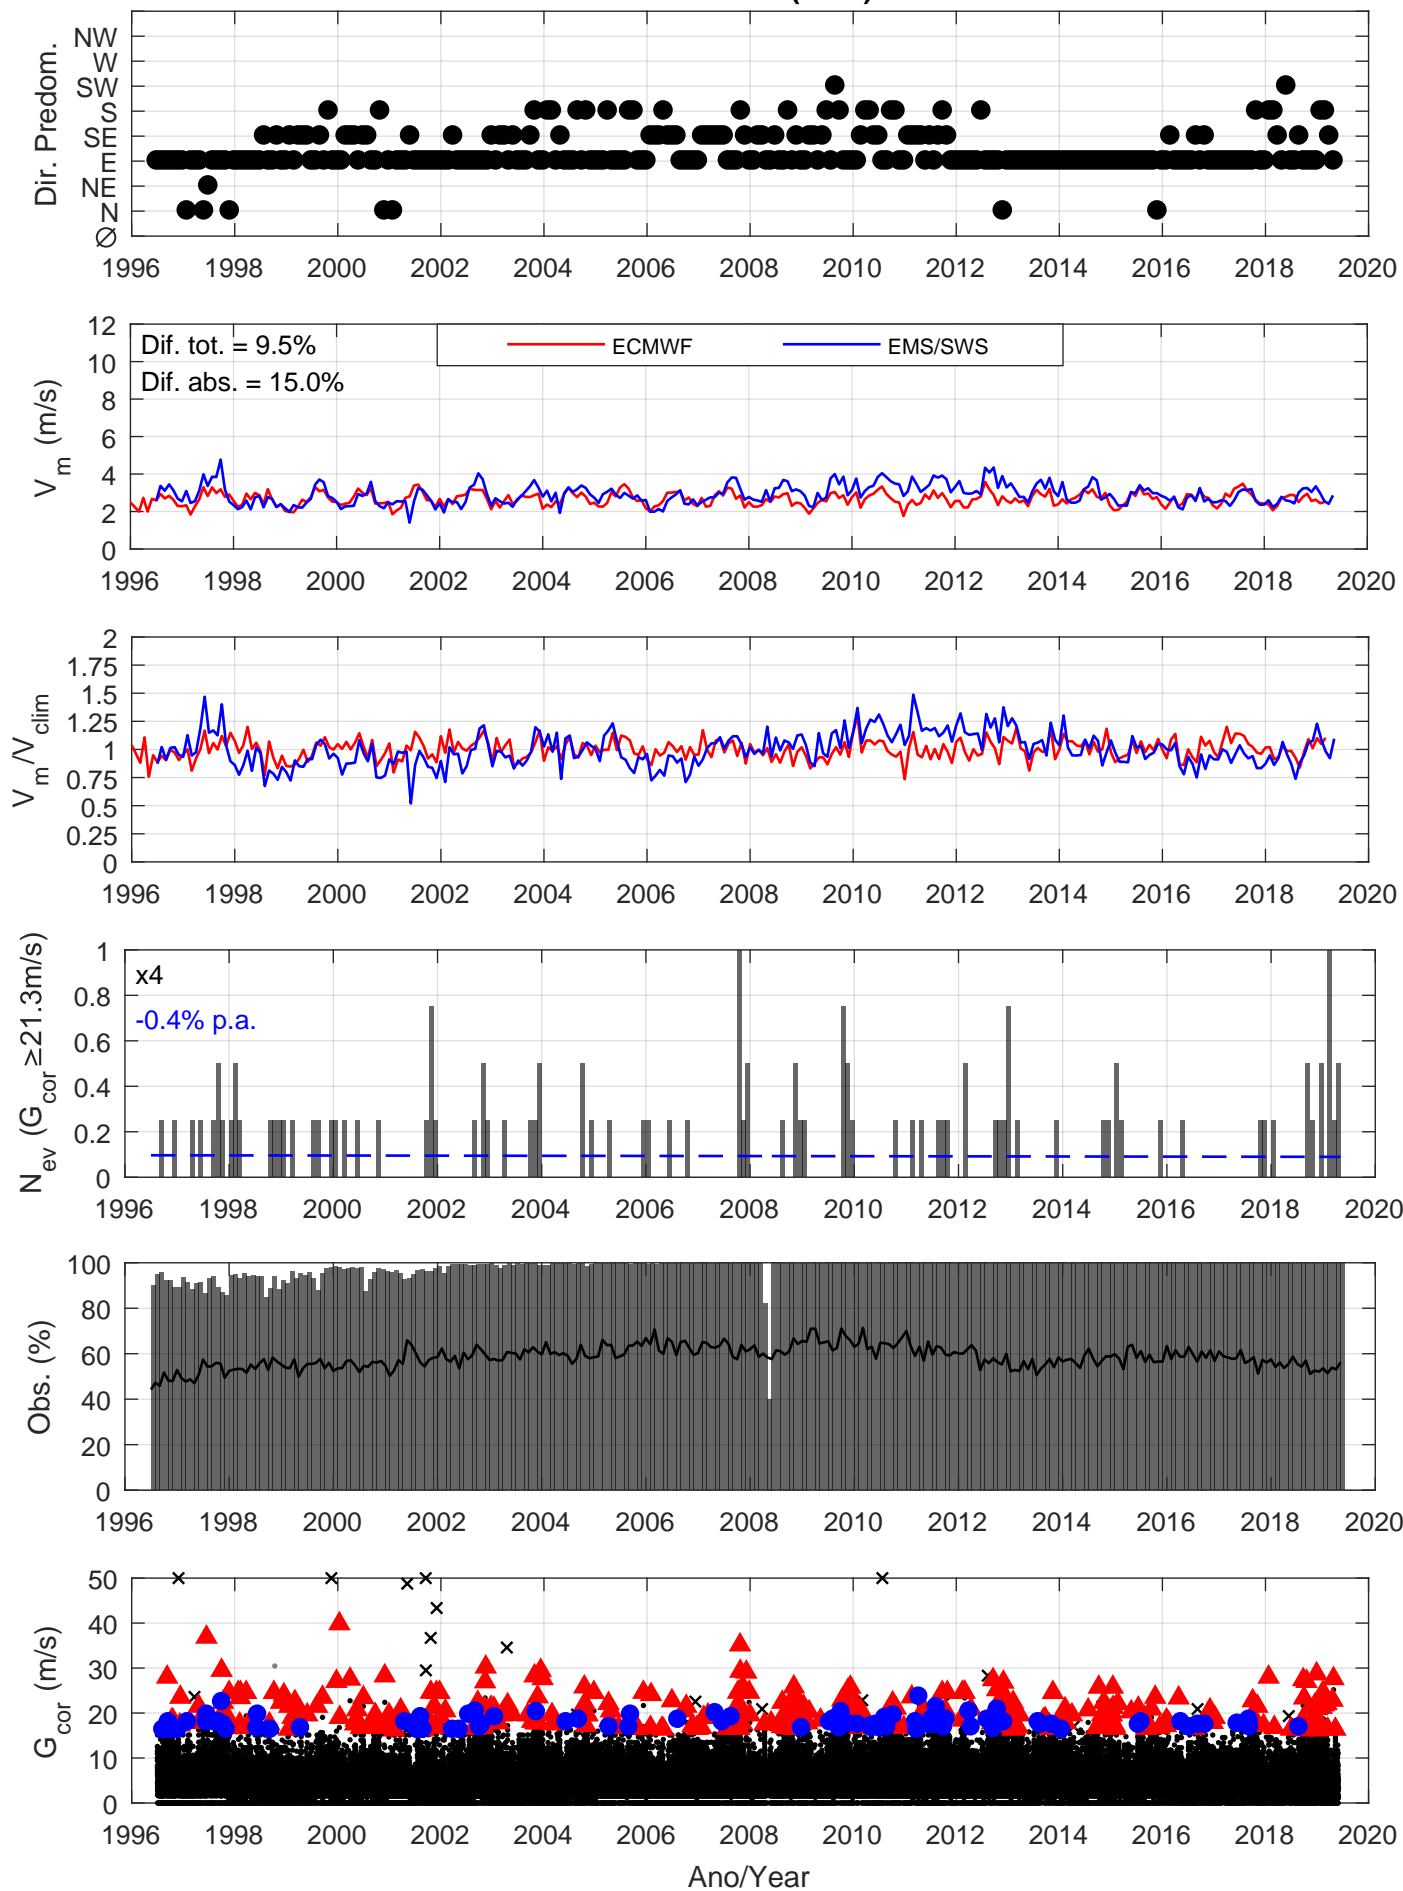 Dir. Predom.
NW
W
SW
S
SE
E
NE
N
Ø
1996 1998 2000 2002 2004 2006 2008 2010 2012 2014 2016 2018 2020
V_m (m/s)
12
10
8
6
4
2
0
Dif. tot. = 9.5%
Dif. abs. = 15.0%
ECMWF EMS/SWS
1996 1998 2000 2002 2004 2006 2008 2010 2012 2014 2016 2018 2020
V_m/V_clim
2
1.75
1.5
1.25
1
0.75
0.5
0.25
0
1996 1998 2000 2002 2004 2006 2008 2010 2012 2014 2016 2018 2020
N_ev (G_cor≥21.3m/s)
1
0.8
0.6
0.4
0.2
0
x4
-0.4% p.a.
1996 1998 2000 2002 2004 2006 2008 2010 2012 2014 2016 2018 2020
Obs. (%)
100
80
60
40
20
0
1996 1998 2000 2002 2004 2006 2008 2010 2012 2014 2016 2018 2020
G_cor (m/s)
50
40
30
20
10
0
1996 1998 2000 2002 2004 2006 2008 2010 2012 2014 2016 2018 2020
Ano/Year